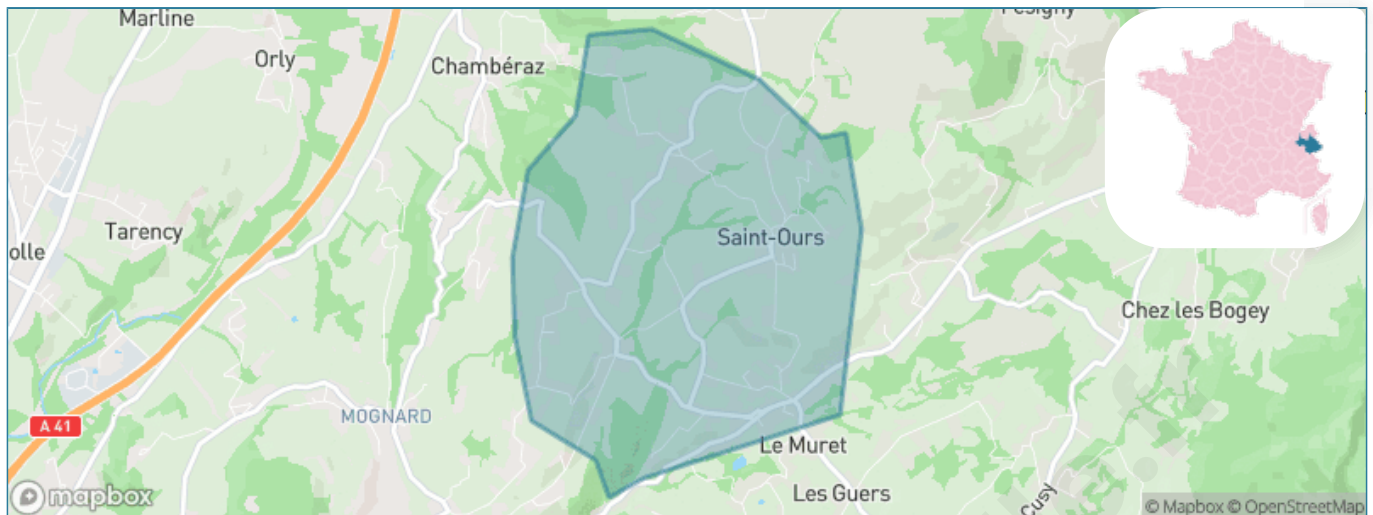 Marline
Pésigny
Orly
Chambéraz
Tarency
olle
Saint-Ours
Chez les Bogey
MOGNARD
A 41
Le Muret
Les Guers
Cusy
mapbox
© Mapbox © OpenStreetMap